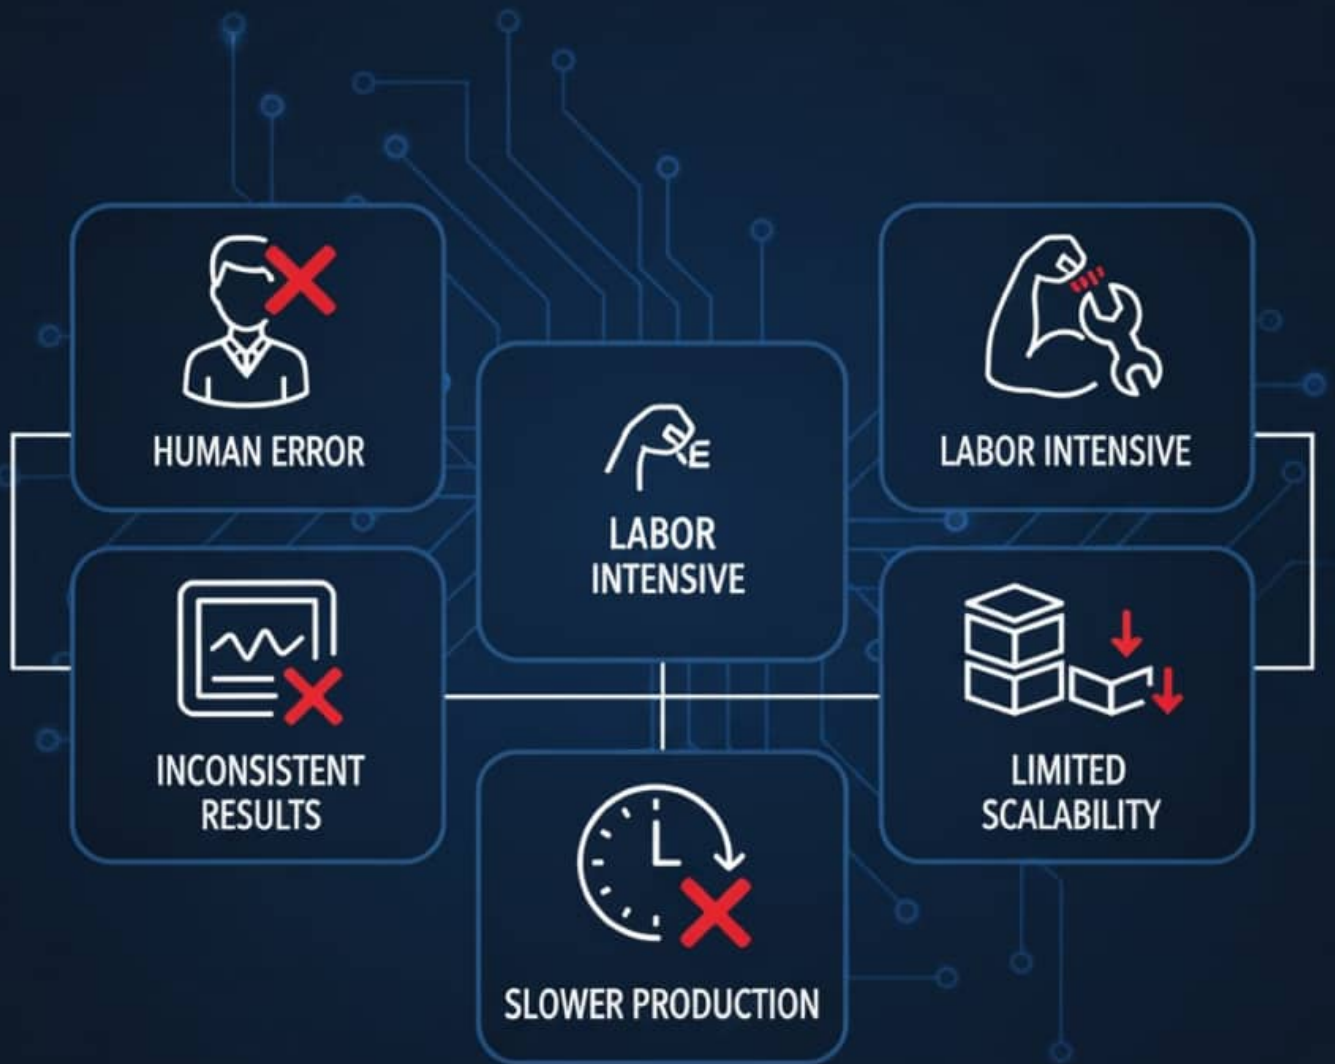 HUMAN ERROR
LABOR INTENSIVE
LABOR
INTENSIVE
INCONSISTENT
RESULTS
LIMITED
SCALABILITY
SLOWER PRODUCTION